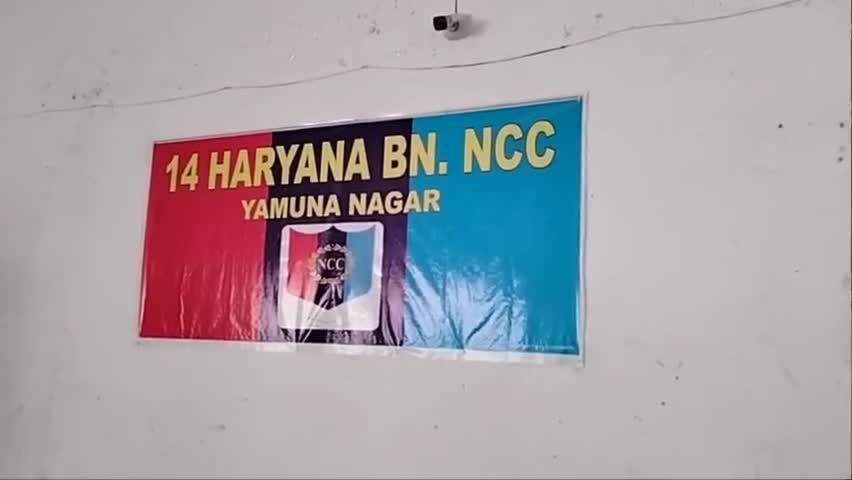 14 HARYANA BN. NCC
YAMUNA NAGAR
NCC